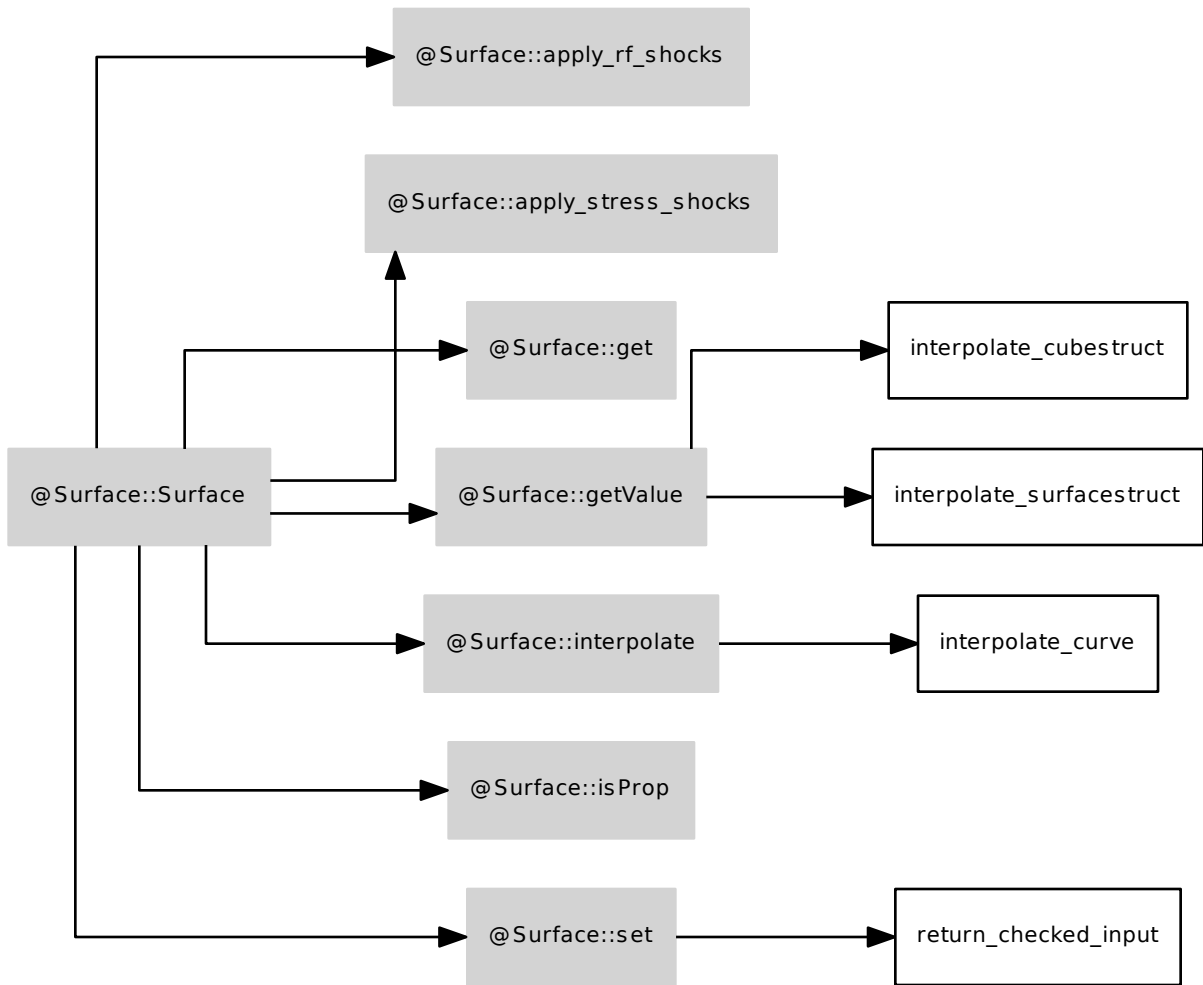 @Surface::apply_rf_shocks
@Surface::apply_stress_shocks
@Surface::get
interpolate_cubestruct
@Surface::Surface
@Surface::getValue
interpolate_surfacestruct
@Surface::interpolate
interpolate_curve
@Surface::isProp
@Surface::set
return_checked_input